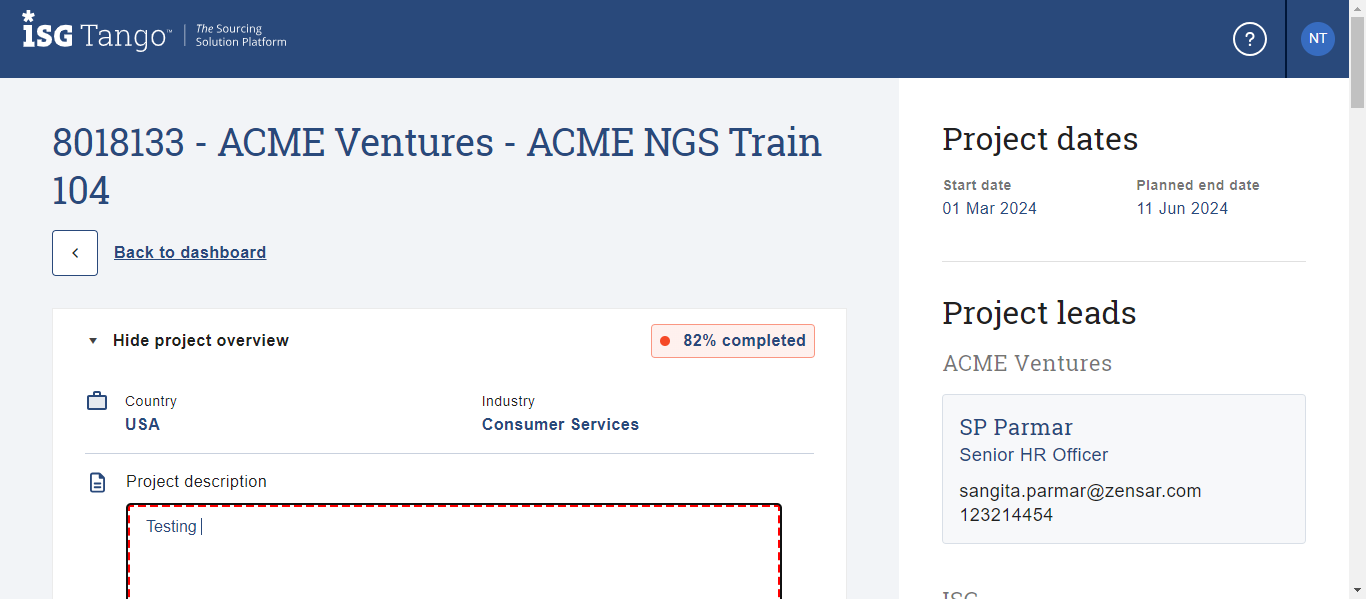 iSG Tango™ The Sourcing
Solution Platform
?
NT
8018133 - ACME Ventures - ACME NGS Train
104
Back to dashboard
Hide project overview
82% completed
Country
USA
Industry
Consumer Services
Project description
Testing
Project dates
Start date
01 Mar 2024
Planned end date
11 Jun 2024
Project leads
ACME Ventures
SP Parmar
Senior HR Officer
sangita.parmar@zensar.com
123214454
ISG